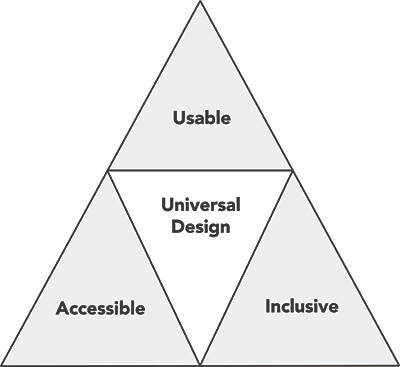 Usable
Universal
Design
Accessible
Inclusive